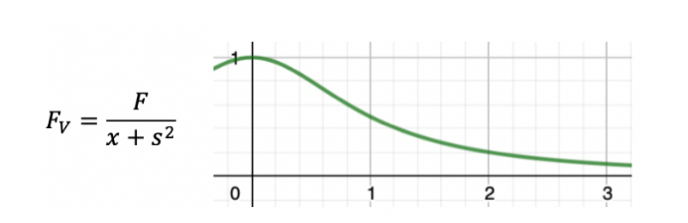 F_V = F / (x + s²)
1
0 1 2 3